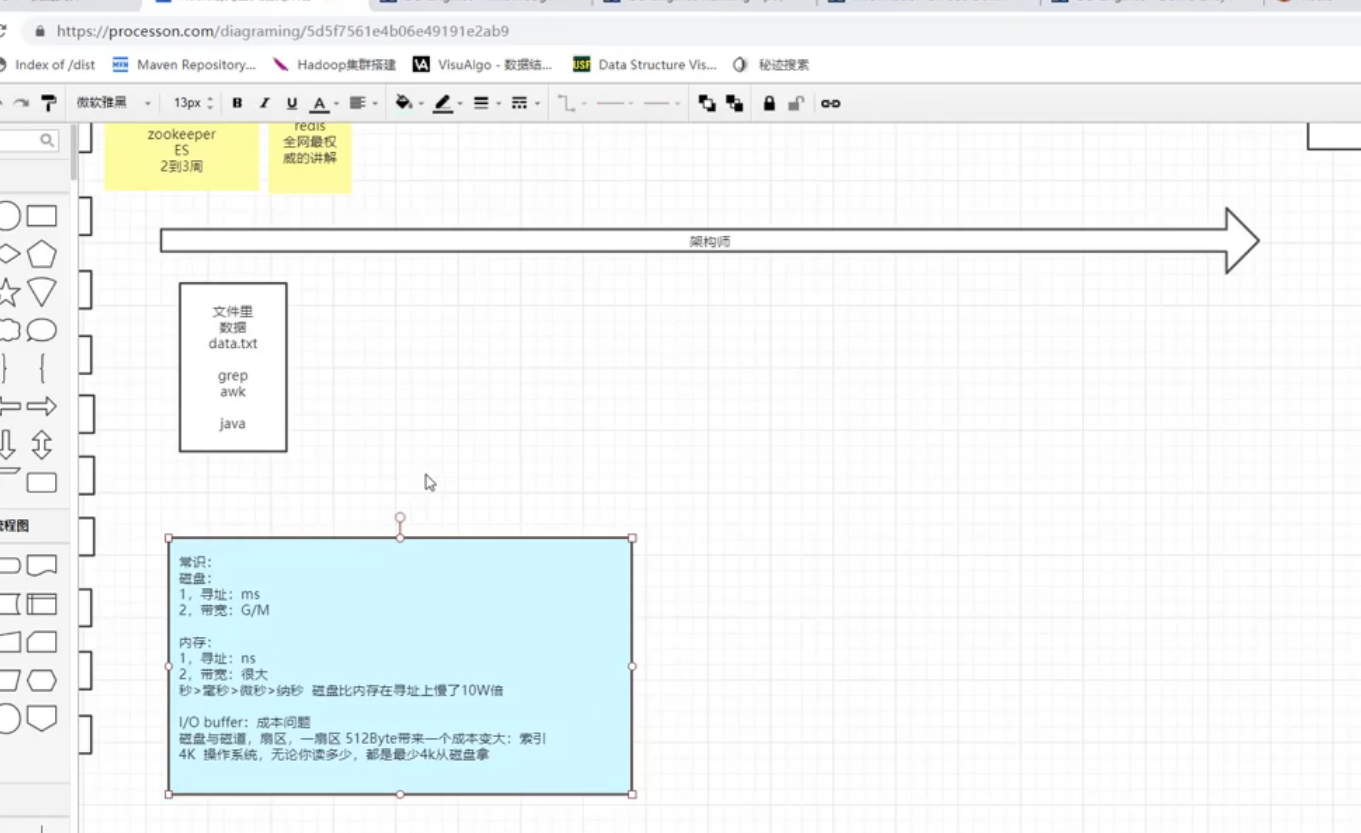 https://processon.com/diagraming/5d5f7561e4b06e49191e2ab9
Index of /dist
Maven Repository...
Hadoop集群搭建
VisuAlgo - 数据结...
USF
Data Structure Vis...
秘迹搜索
微软雅黑
13px
B
I
U
A
zookeeper
ES
2到3周
redis
全网最权
威的讲解
架构师
文件里
数据
data.txt
grep
awk
java
程图
常识：
磁盘：
1，寻址：ms
2，带宽：G/M
内存：
1，寻址：ns
2，带宽：很大
秒>毫秒>微秒>纳秒 磁盘比内存在寻址上慢了10W倍
I/O buffer：成本问题
磁盘与磁道，扇区，一扇区 512Byte带来一个成本变大：索引
4K 操作系统，无论你读多少，都是最少4k从磁盘拿